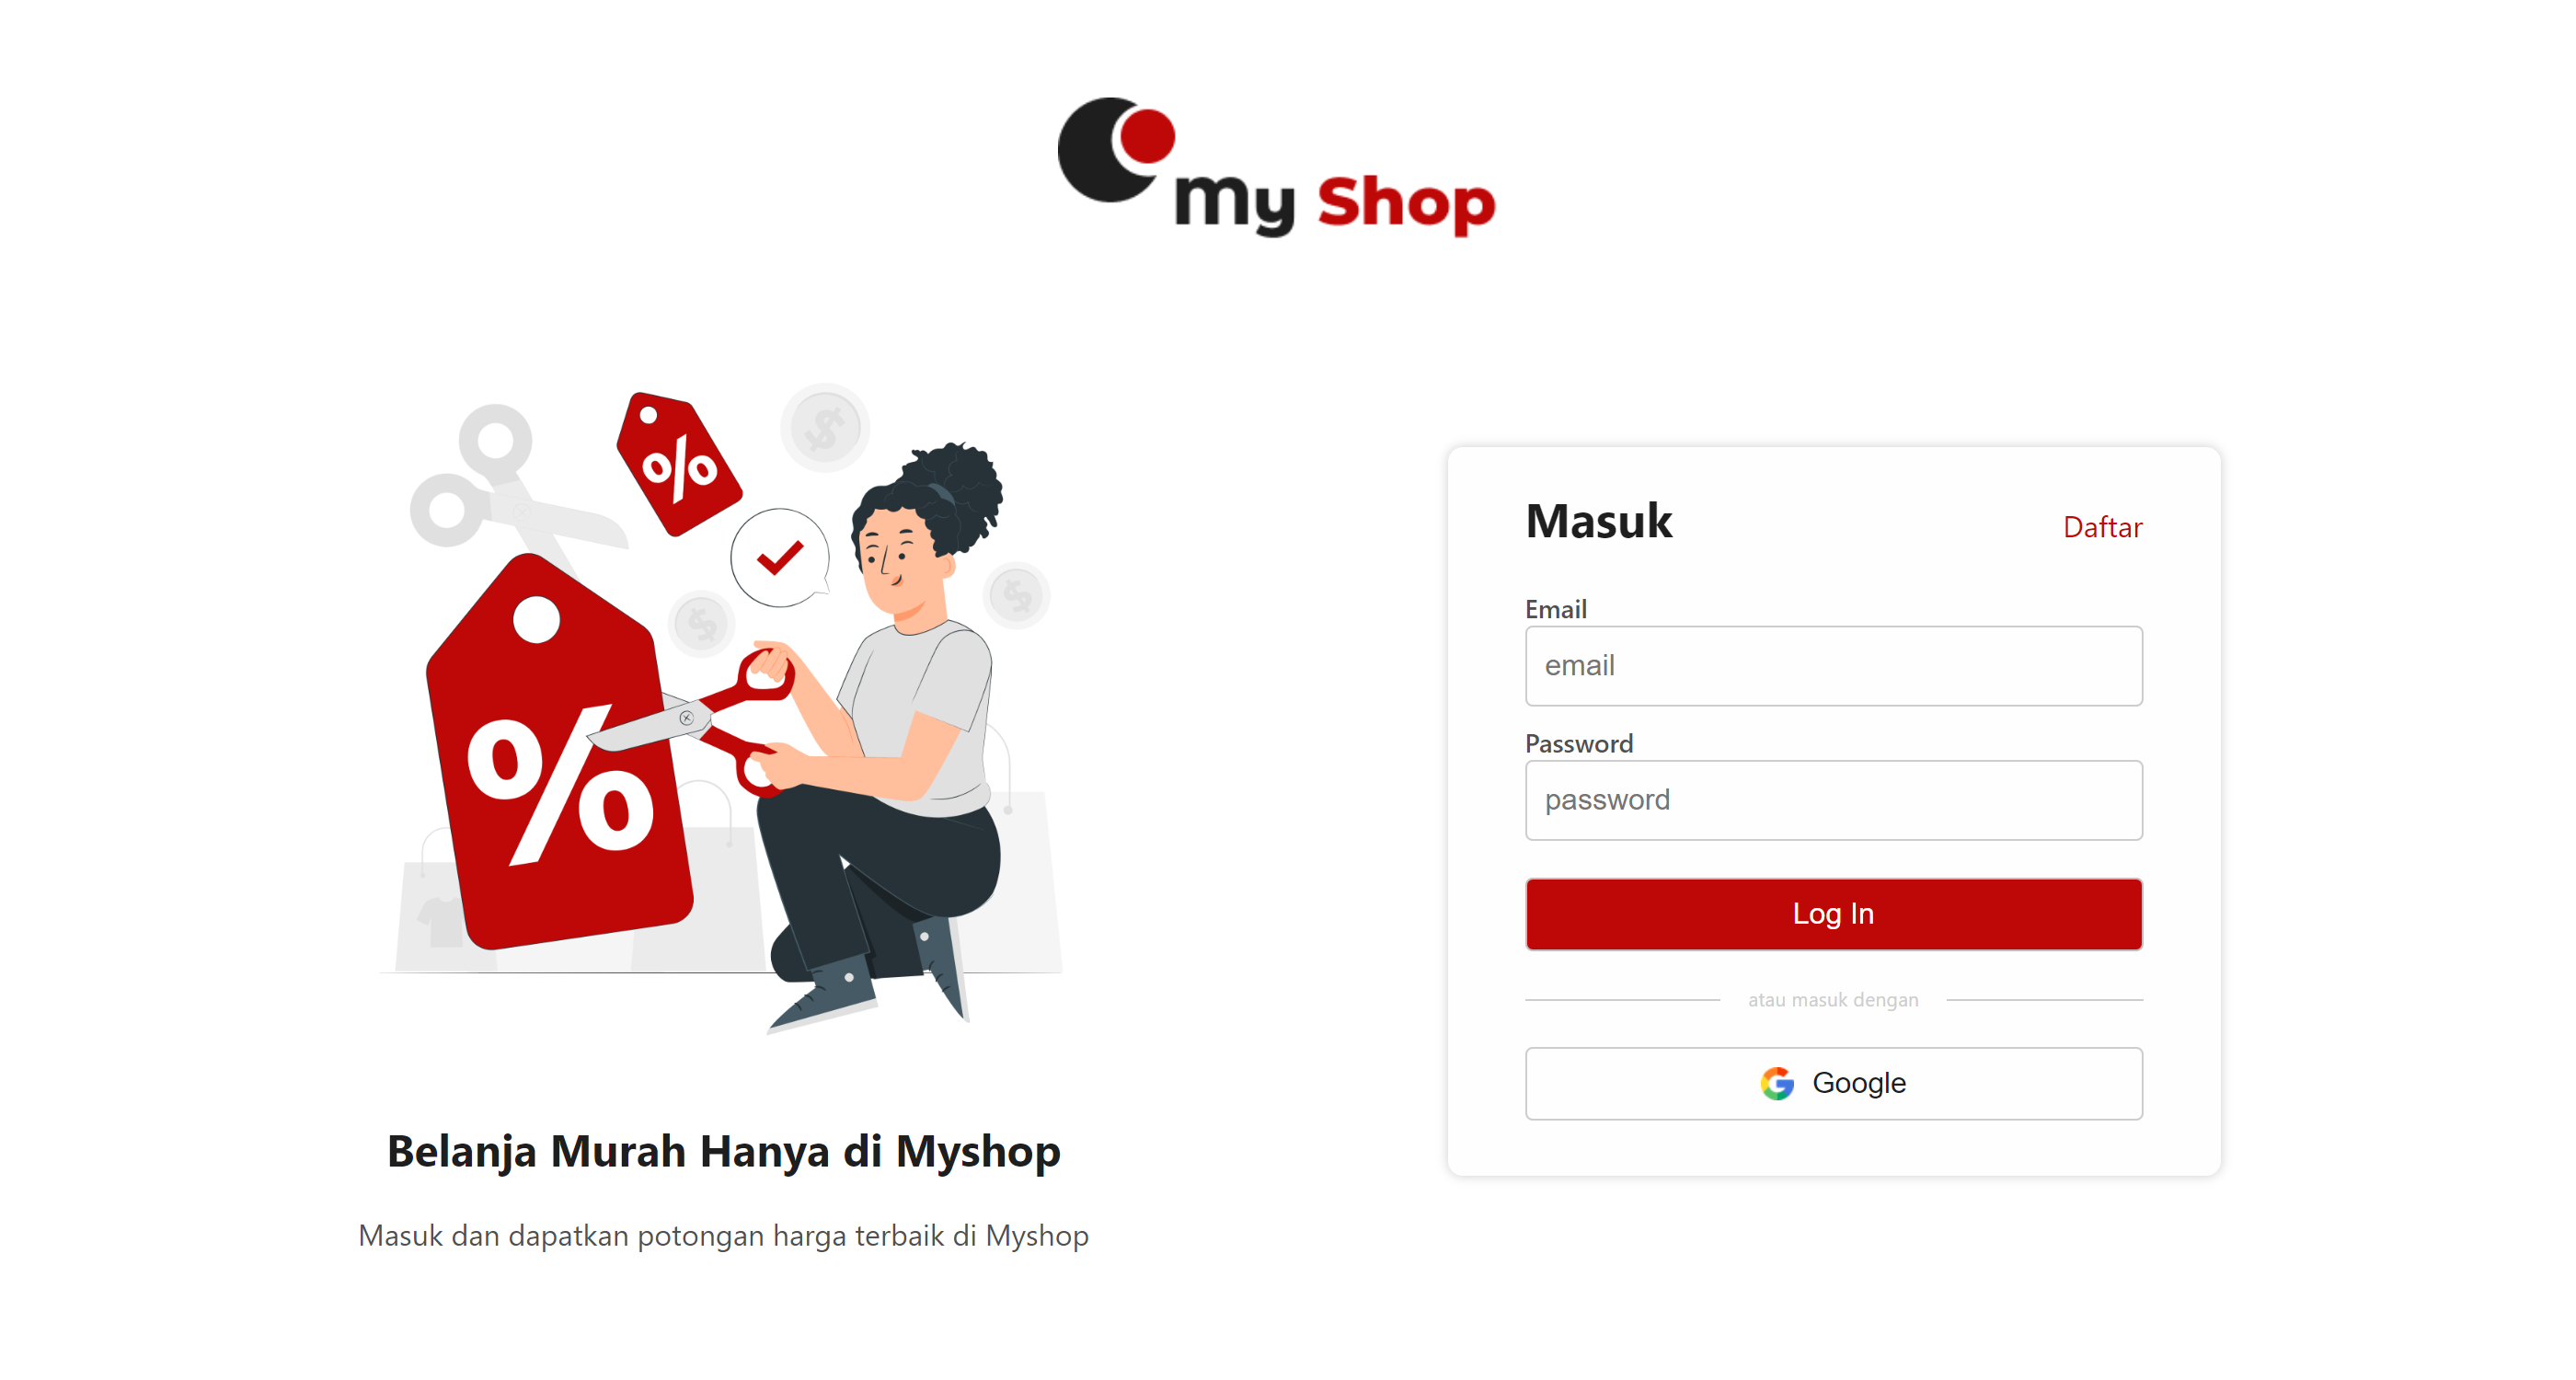 my Shop
%
%
Belanja Murah Hanya di Myshop
Masuk dan dapatkan potongan harga terbaik di Myshop
Masuk
Daftar
Email
email
Password
password
Log In
atau masuk dengan
Google